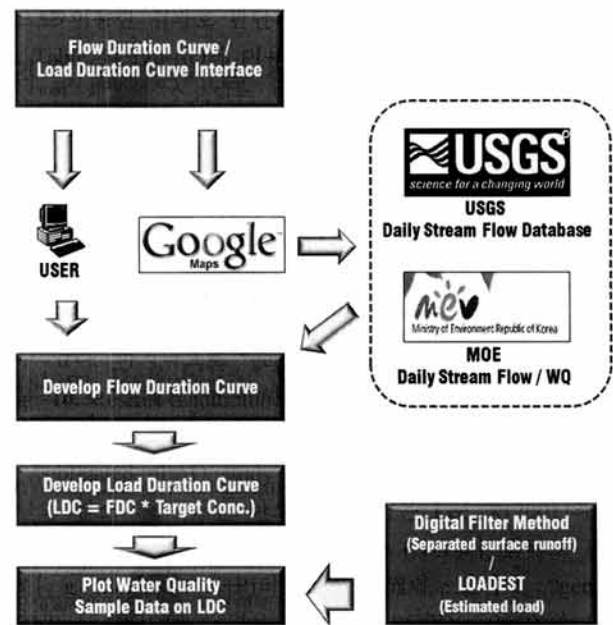 Flow Duration Curve /
Load Duration Curve Interface
USGS
science for a changing world
USGS
Daily Stream Flow Database
USER
Google
Maps
Ministry of Environment Republic of Korea
MOE
Daily Stream Flow / WQ
Develop Flow Duration Curve
Develop Load Duration Curve
(LDC = FDC * Target Conc.)
Plot Water Quality
Sample Data on LDC
Digital Filter Method
(Separated surface runoff)
/
LOADEST
(Estimated load)